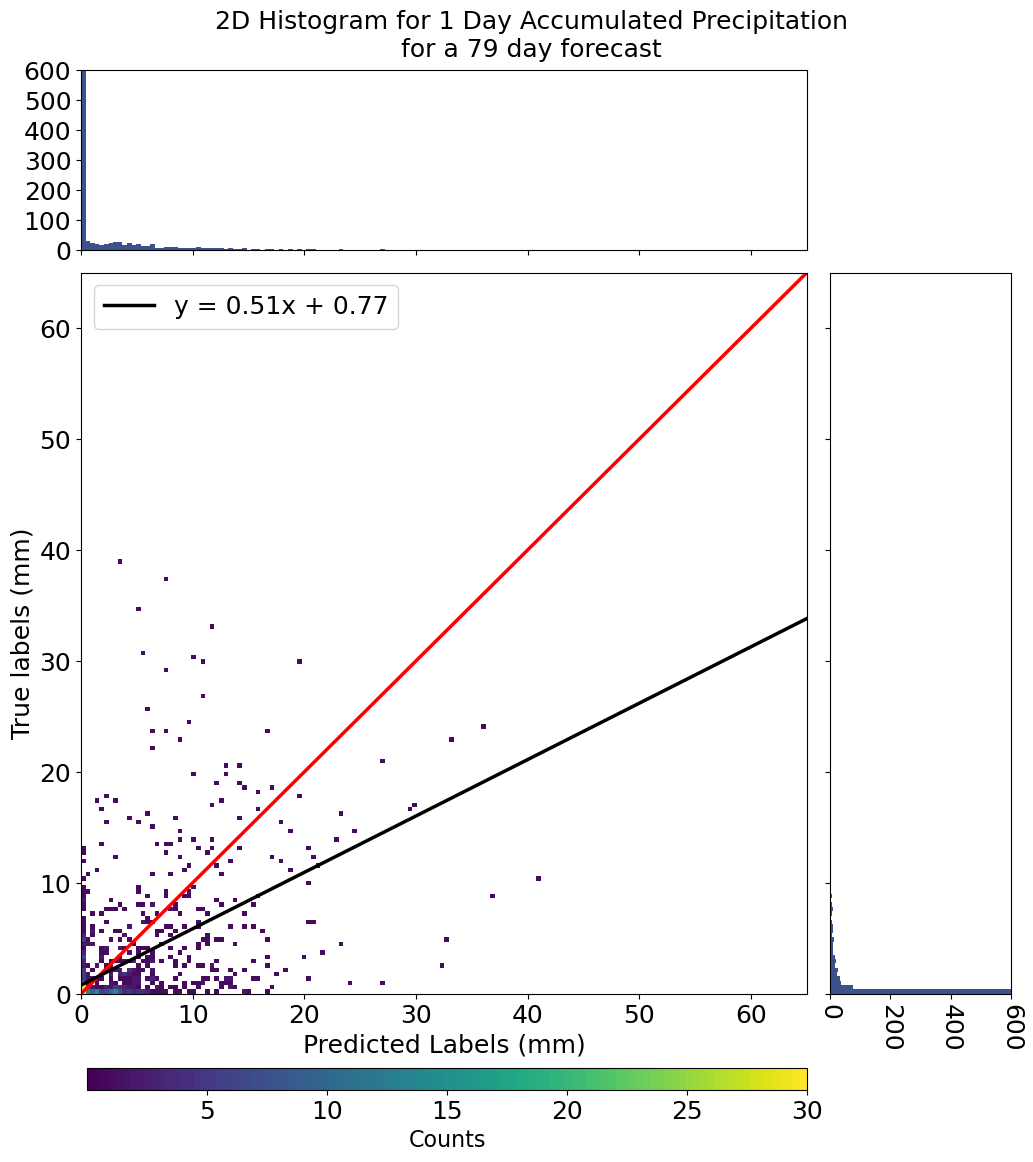 2D Histogram for 1 Day Accumulated Precipitation
for a 79 day forecast
600
500
400
300
200
100
0
y = 0.51x + 0.77
60
50
40
30
20
10
0
True labels (mm)
0 10 20 30 40 50 60
Predicted Labels (mm)
0 200 400 600
5 10 15 20 25 30
Counts